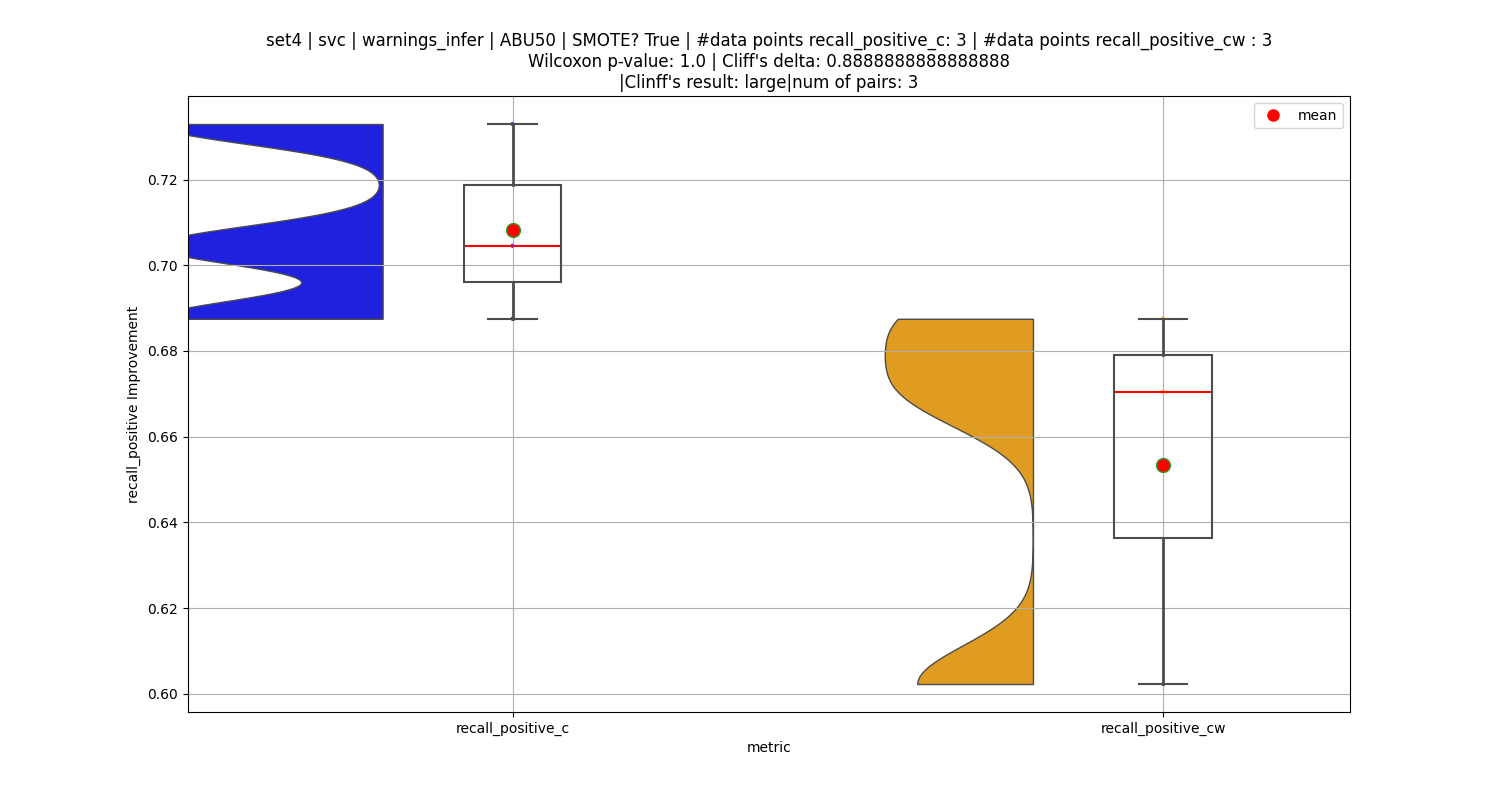 set4 | svc | warnings_infer | ABU50 | SMOTE? True | #data points recall_positive_c: 3 | #data points recall_positive_cw : 3
Wilcoxon p-value: 1.0 | Cliff's delta: 0.8888888888888888
|Clinff's result: large|num of pairs: 3
mean
0.72
0.70
0.68
0.66
0.64
0.62
0.60
recall_positive Improvement
recall_positive_c
recall_positive_cw
metric